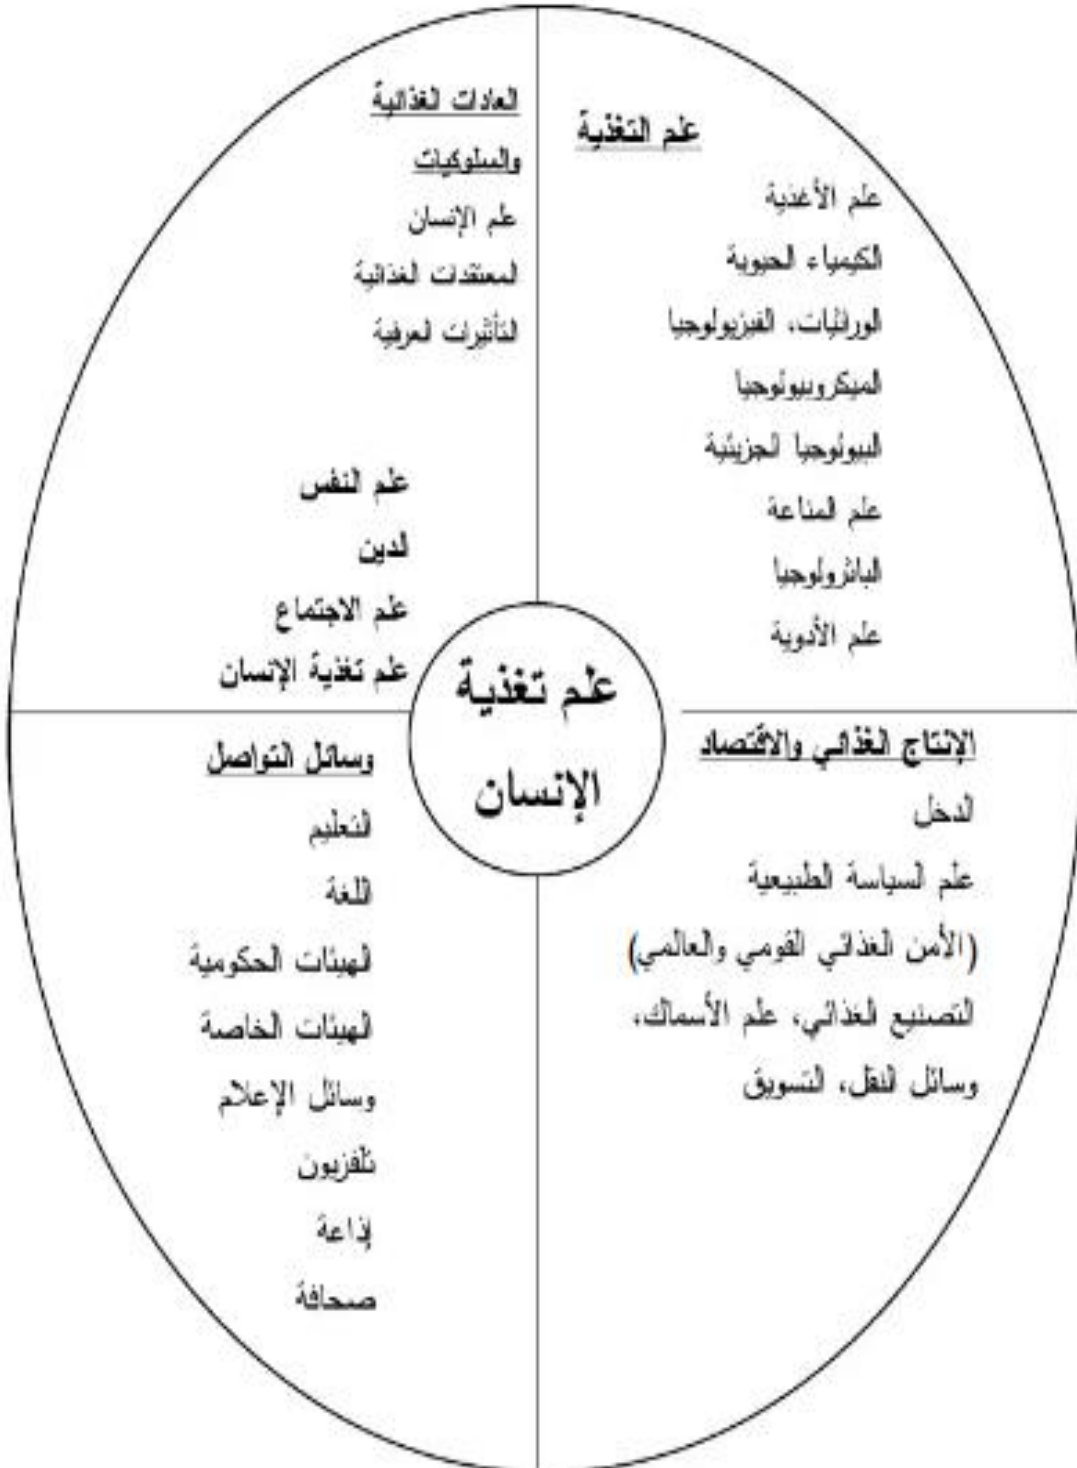 علم التغذية
علم الأغذية
الكيمياء الحيوية
الوراثيات، الفيزيولوجيا
الميكروبيولوجيا
البيولوجيا الجزيئية
علم المناعة
الباثرولوجيا
علم الأدوية
العادات الغذائية
والسلوكيات
علم الإنسان
المعتقدات الغذائية
التأثيرات العرفية
علم النفس
الدين
علم الاجتماع
علم تغذية الإنسان
علم تغذية
الإنسان
الإنتاج الغذائي والاقتصاد
الدخل
علم السياسة الطبيعية
(الأمن الغذائي القومي والعالمي)
التصنيع الغذائي، علم الأسماك،
وسائل النقل، التسويق
وسائل التواصل
التعليم
اللغة
الهيئات الحكومية
الهيئات الخاصة
وسائل الإعلام
تلفزيون
إذاعة
صحافة